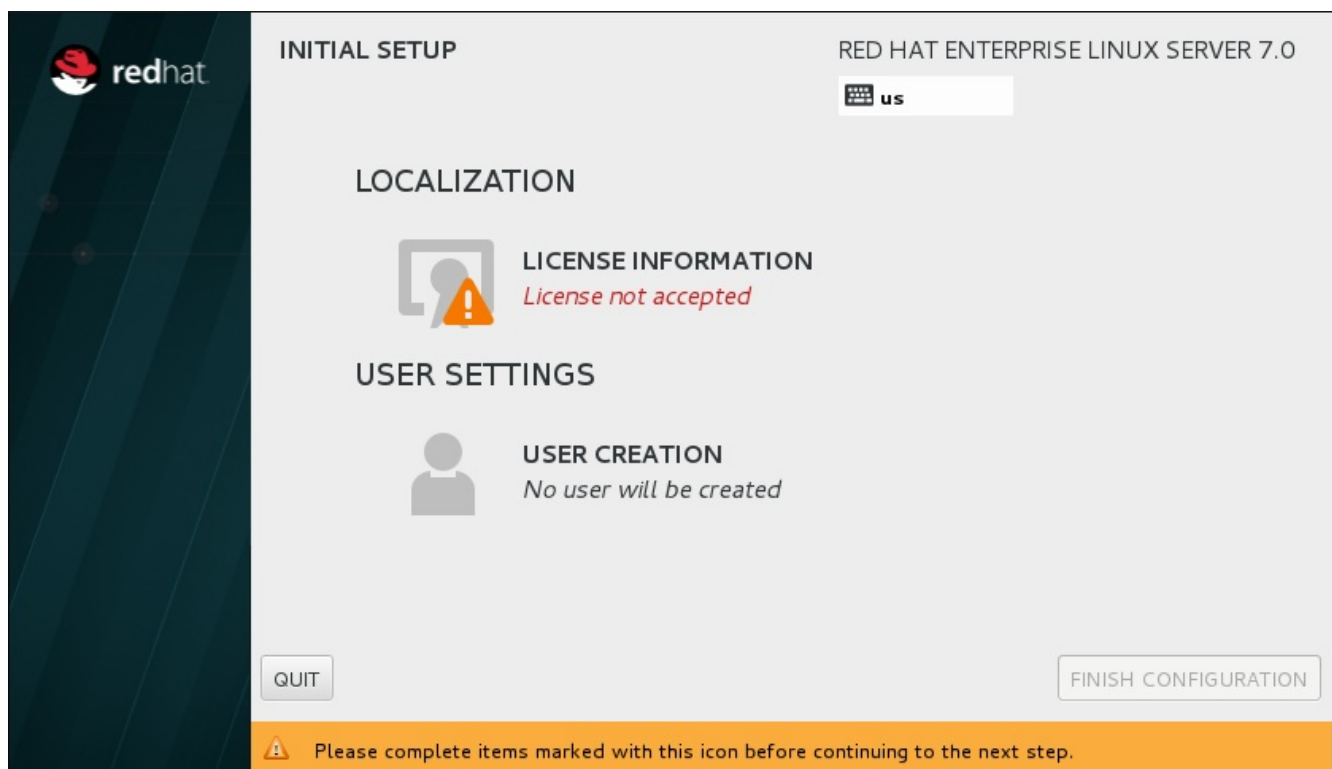 redhat
INITIAL SETUP
RED HAT ENTERPRISE LINUX SERVER 7.0
us
LOCALIZATION
LICENSE INFORMATION
License not accepted
USER SETTINGS
USER CREATION
No user will be created
QUIT
FINISH CONFIGURATION
Please complete items marked with this icon before continuing to the next step.